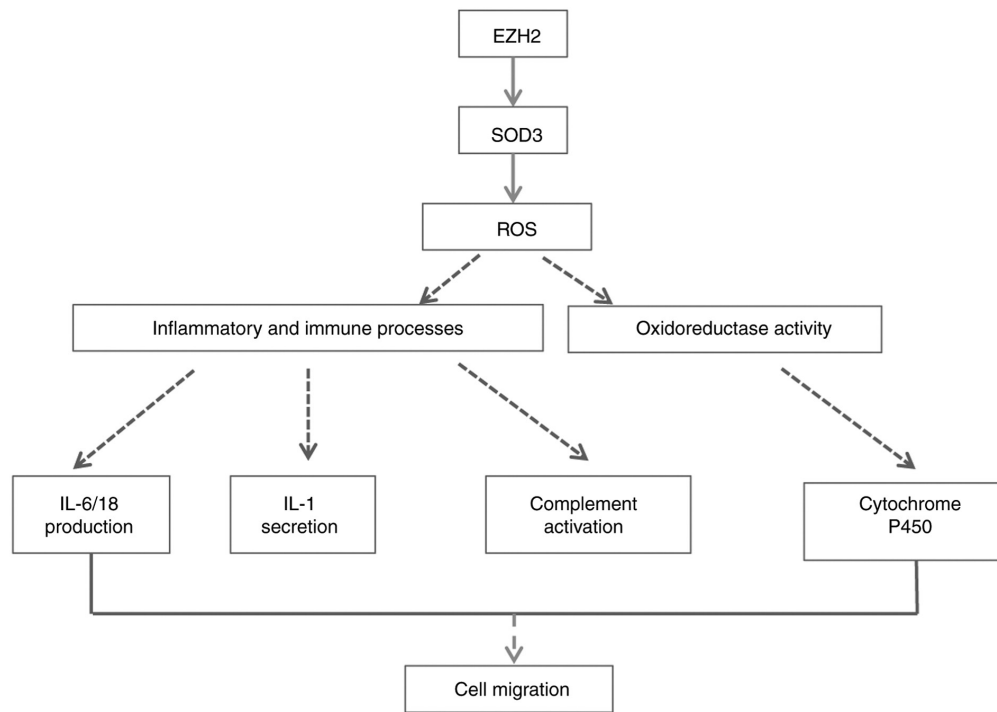 EZH2
SOD3
ROS
Inflammatory and immune processes
Oxidoreductase activity
IL-6/18
production
IL-1
secretion
Complement
activation
Cytochrome
P450
Cell migration